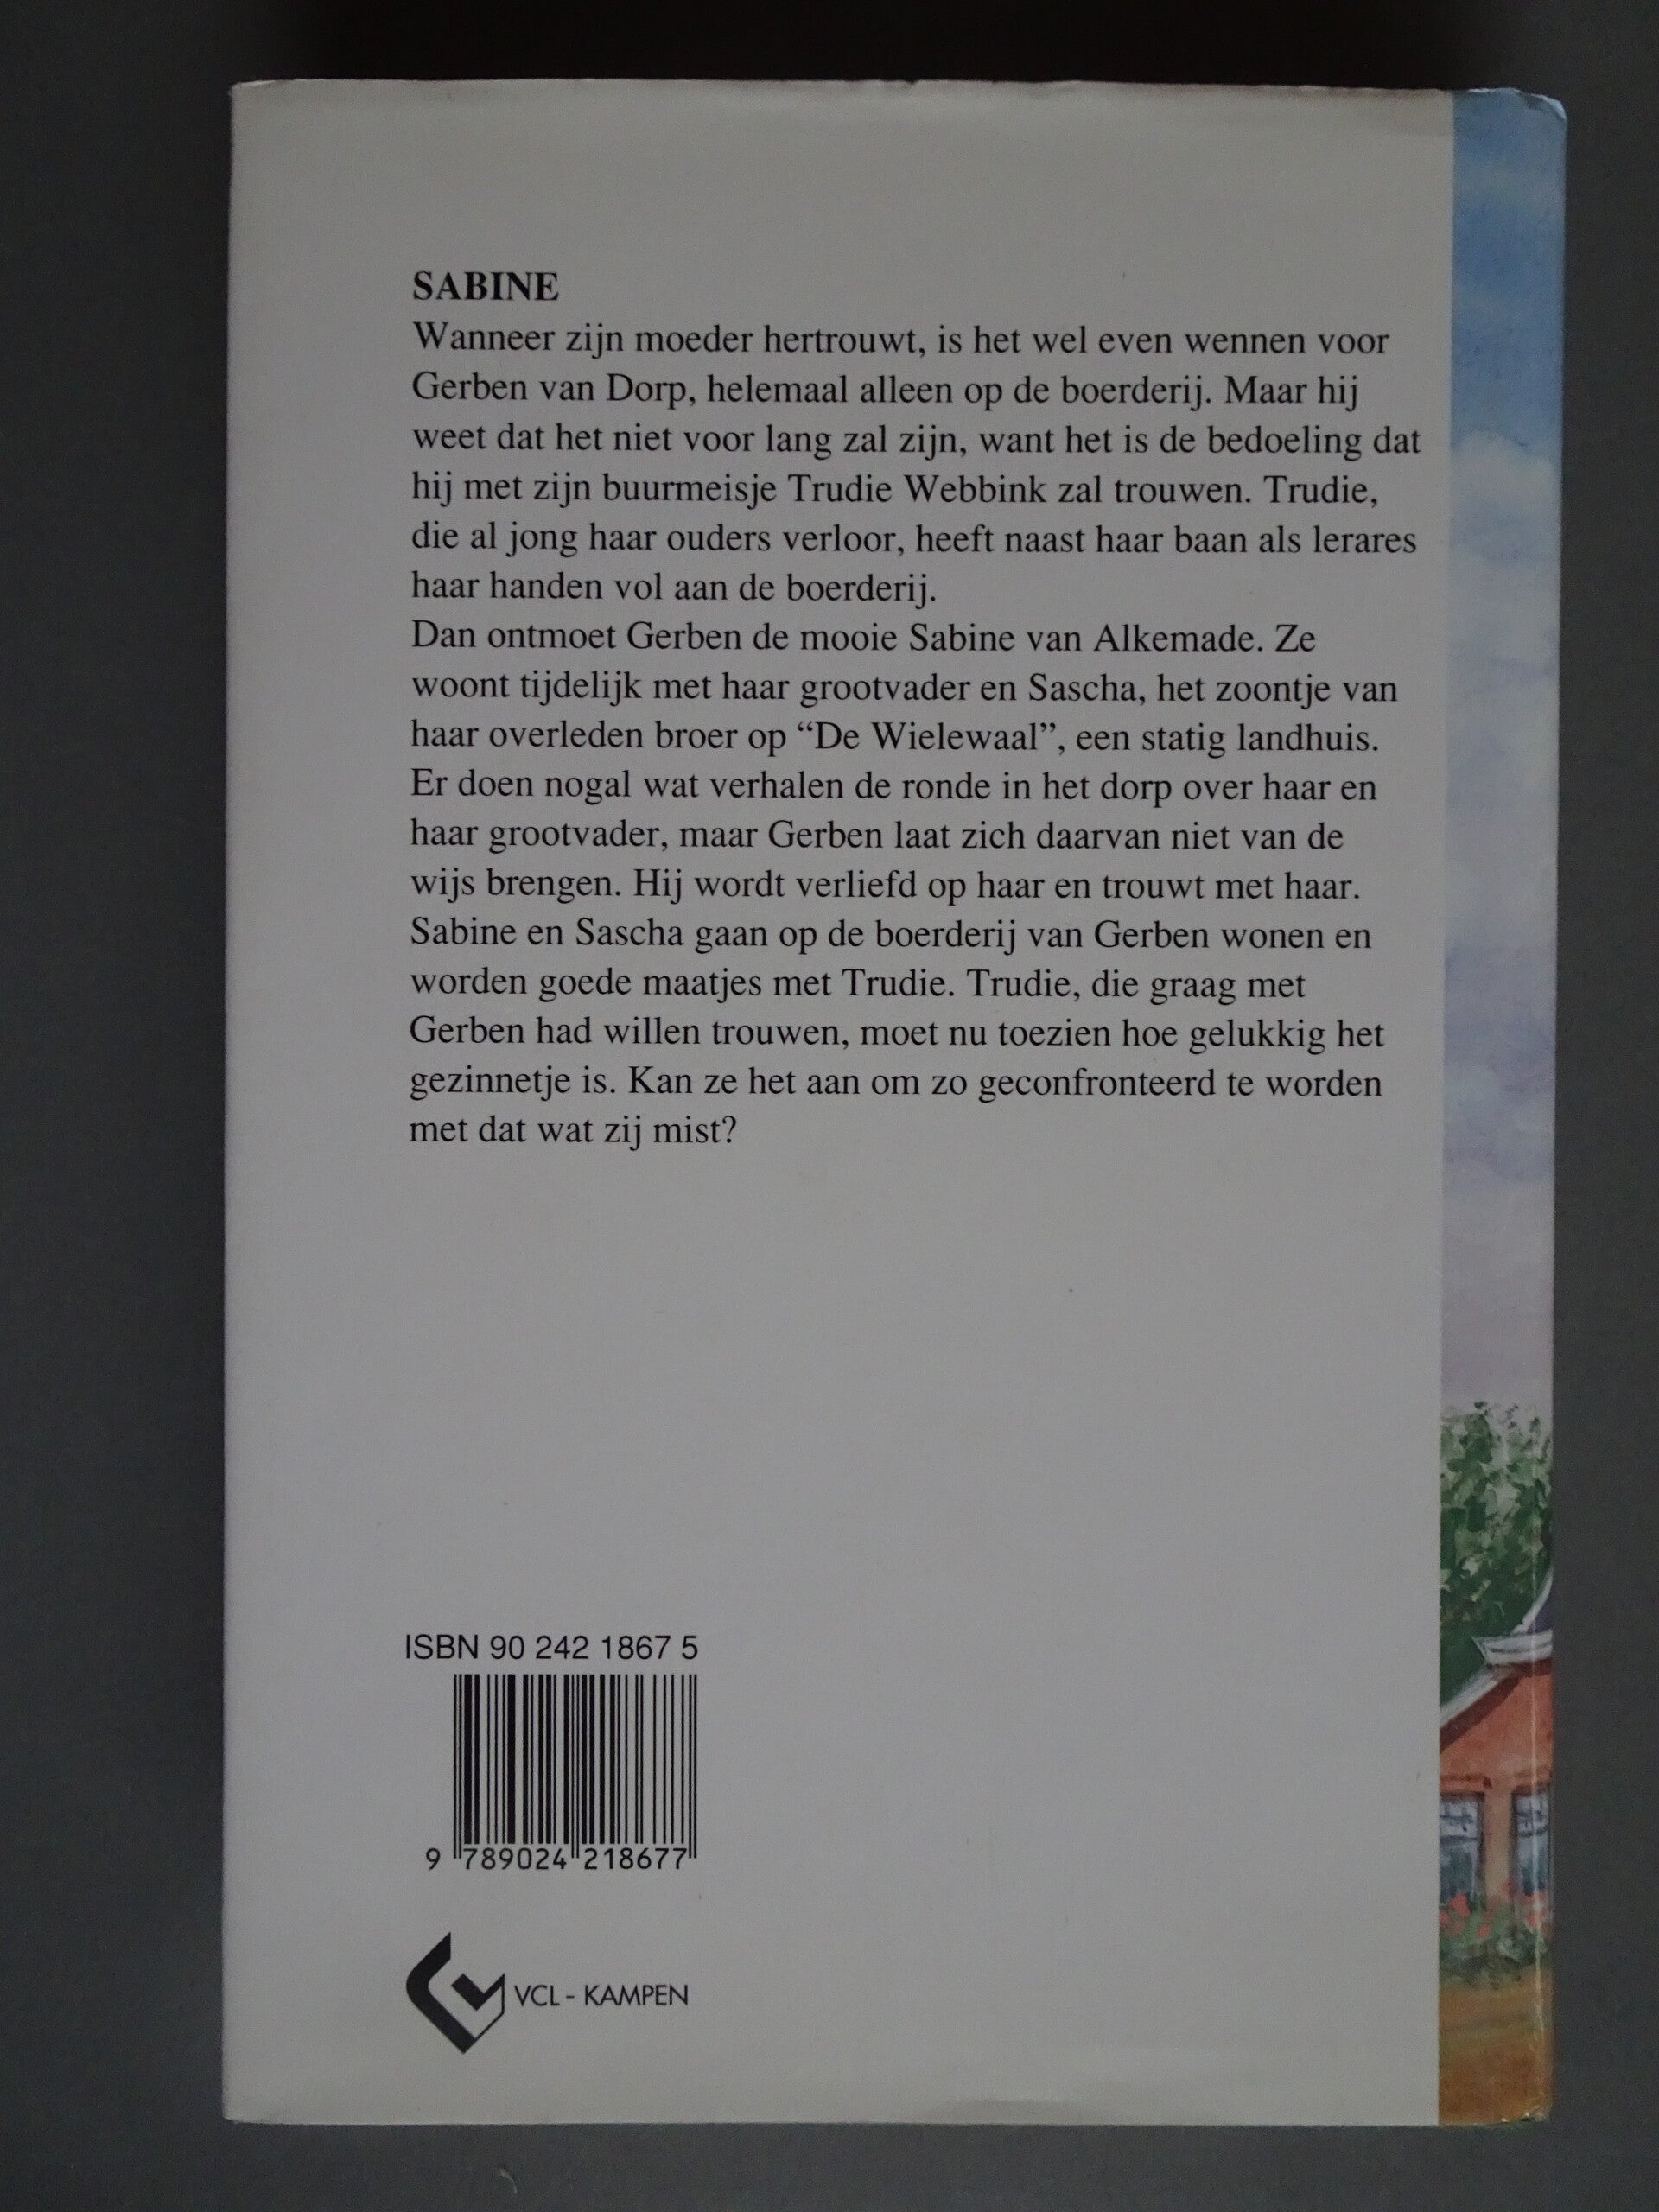 SABINE
Wanneer zijn moeder hertrouwt, is het wel even wennen voor
Gerben van Dorp, helemaal alleen op de boerderij. Maar hij
weet dat het niet voor lang zal zijn, want het is de bedoeling dat
hij met zijn buurmeisje Trudie Webbink zal trouwen. Trudie,
die al jong haar ouders verloor, heeft naast haar baan als lerares
haar handen vol aan de boerderij.
Dan ontmoet Gerben de mooie Sabine van Alkemade. Ze
woont tijdelijk met haar grootvader en Sascha, het zoontje van
haar overleden broer op “De Wielewaal”, een statig landhuis.
Er doen nogal wat verhalen de ronde in het dorp over haar en
haar grootvader, maar Gerben laat zich daarvan niet van de
wijs brengen. Hij wordt verliefd op haar en trouwt met haar.
Sabine en Sascha gaan op de boerderij van Gerben wonen en
worden goede maatjes met Trudie. Trudie, die graag met
Gerben had willen trouwen, moet nu toezien hoe gelukkig het
gezinnetje is. Kan ze het aan om zo geconfronteerd te worden
met dat wat zij mist?
ISBN 90 242 1867 5
9 789024 218677
VCL - KAMPEN